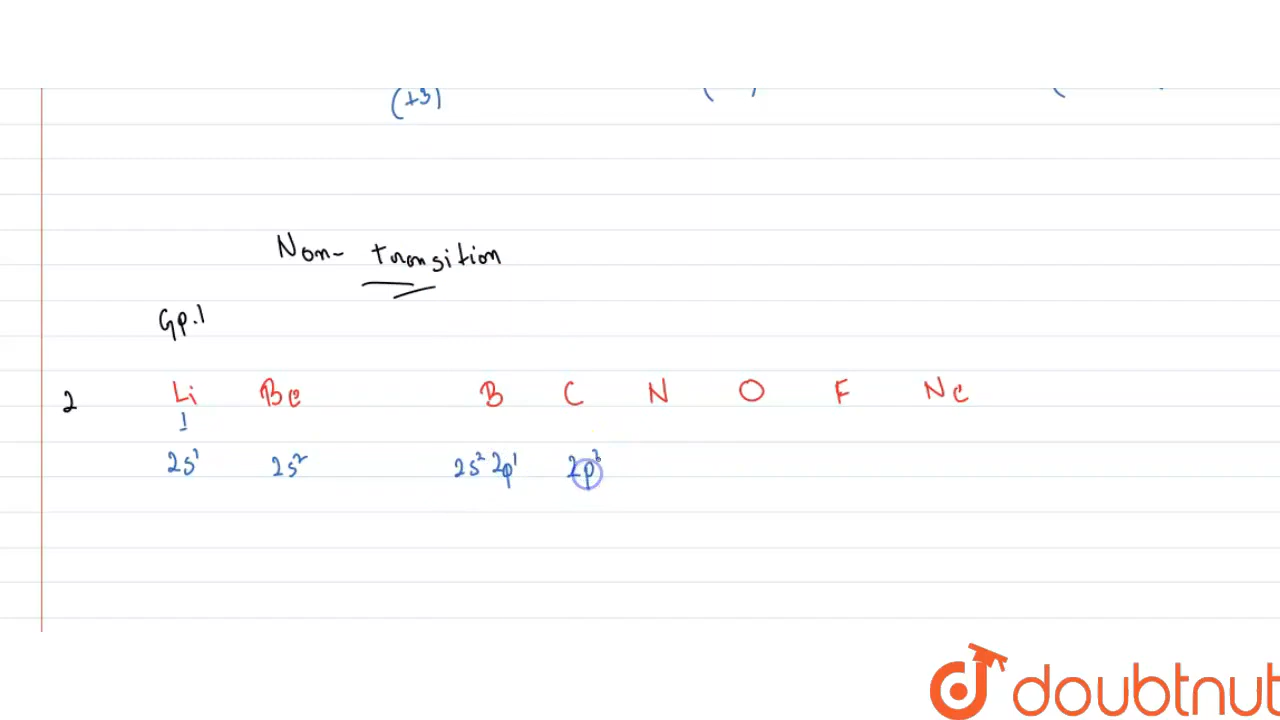 (+3)
Non- transition
Gp.1
2 Li Be B C N O F Ne
1
2s¹ 2s² 2s² 2p¹ 2p²
doubtnut